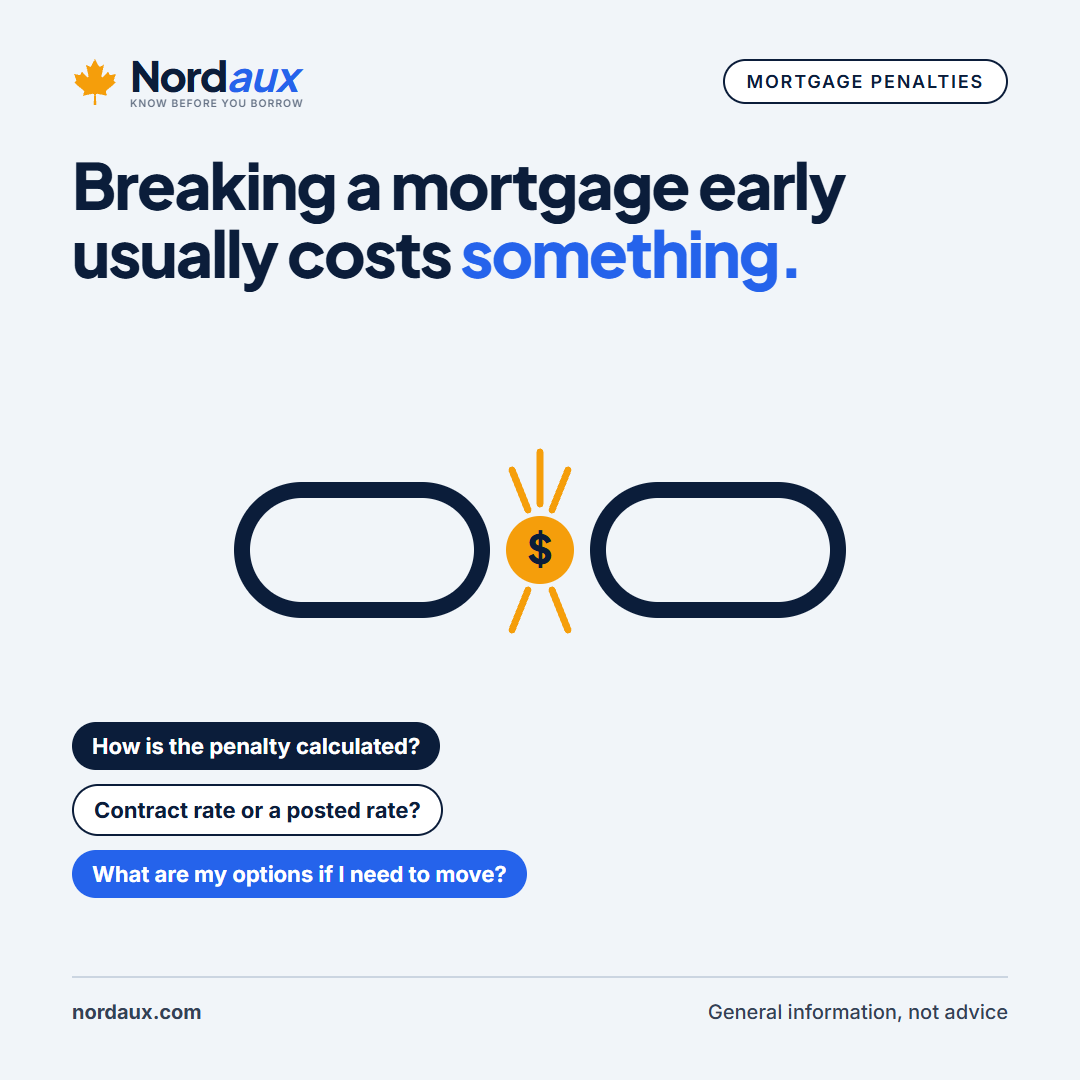 Nordaux
KNOW BEFORE YOU BORROW
MORTGAGE PENALTIES
Breaking a mortgage early
usually costs something.
$
How is the penalty calculated?
Contract rate or a posted rate?
What are my options if I need to move?
nordaux.com
General information, not advice